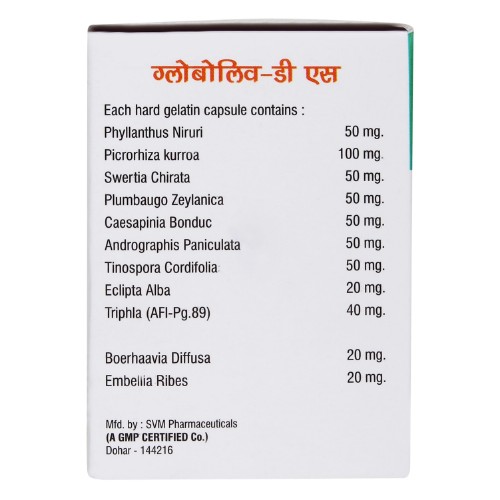 ग्लोबोलिव-डी एस
Each hard gelatin capsule contains :
Phyllanthus Niruri 50 mg.
Picrorhiza kurroa 100 mg.
Swertia Chirata 50 mg.
Plumbaugo Zeylanica 50 mg.
Caesapinia Bonduc 50 mg.
Andrographis Paniculata 50 mg.
Tinospora Cordifolia 50 mg.
Eclipta Alba 20 mg.
Triphla (AFI-Pg.89) 40 mg.
Boerhaavia Diffusa 20 mg.
Embellia Ribes 20 mg.
Mfd. by : SVM Pharmaceuticals
(A GMP CERTIFIED Co.)
Dohar - 144216